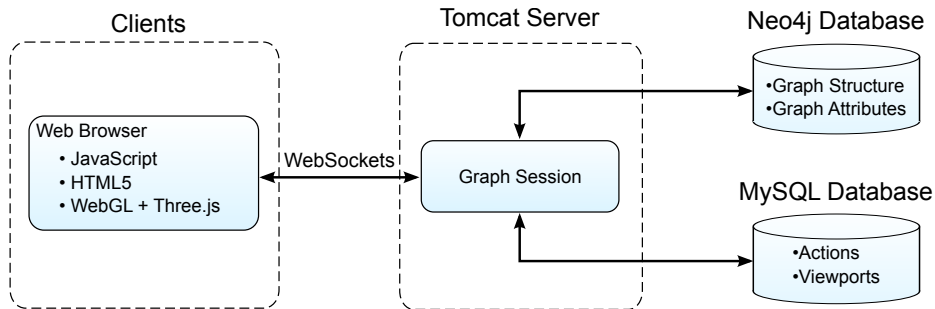 Clients
Tomcat Server
Neo4j Database
•Graph Structure
•Graph Attributes
Web Browser
• JavaScript
• HTML5
• WebGL + Three.js
WebSockets
Graph Session
MySQL Database
•Actions
•Viewports